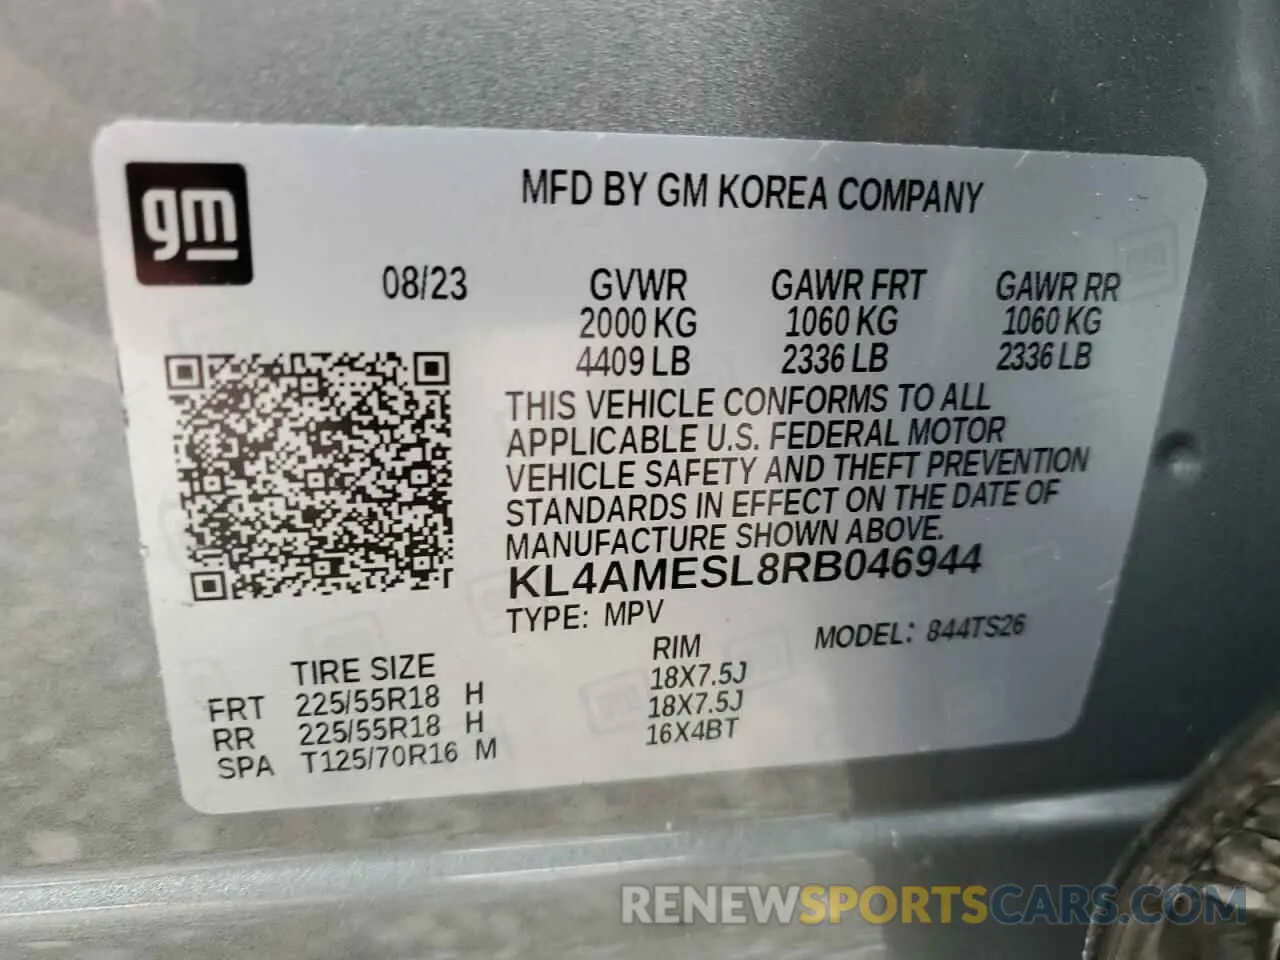 gm
MFD BY GM KOREA COMPANY
08/23 GVWR GAWR FRT GAWR RR
2000 KG 1060 KG 1060 KG
4409 LB 2336 LB 2336 LB
THIS VEHICLE CONFORMS TO ALL
APPLICABLE U.S. FEDERAL MOTOR
VEHICLE SAFETY AND THEFT PREVENTION
STANDARDS IN EFFECT ON THE DATE OF
MANUFACTURE SHOWN ABOVE.
KL4AMESL8RB046944
TYPE: MPV MODEL: 844TS26
TIRE SIZE RIM
FRT 225/55R18 H 18X7.5J
RR 225/55R18 H 18X7.5J
SPA T125/70R16 M 16X4BT
RENEWSPORTSCARS.COM